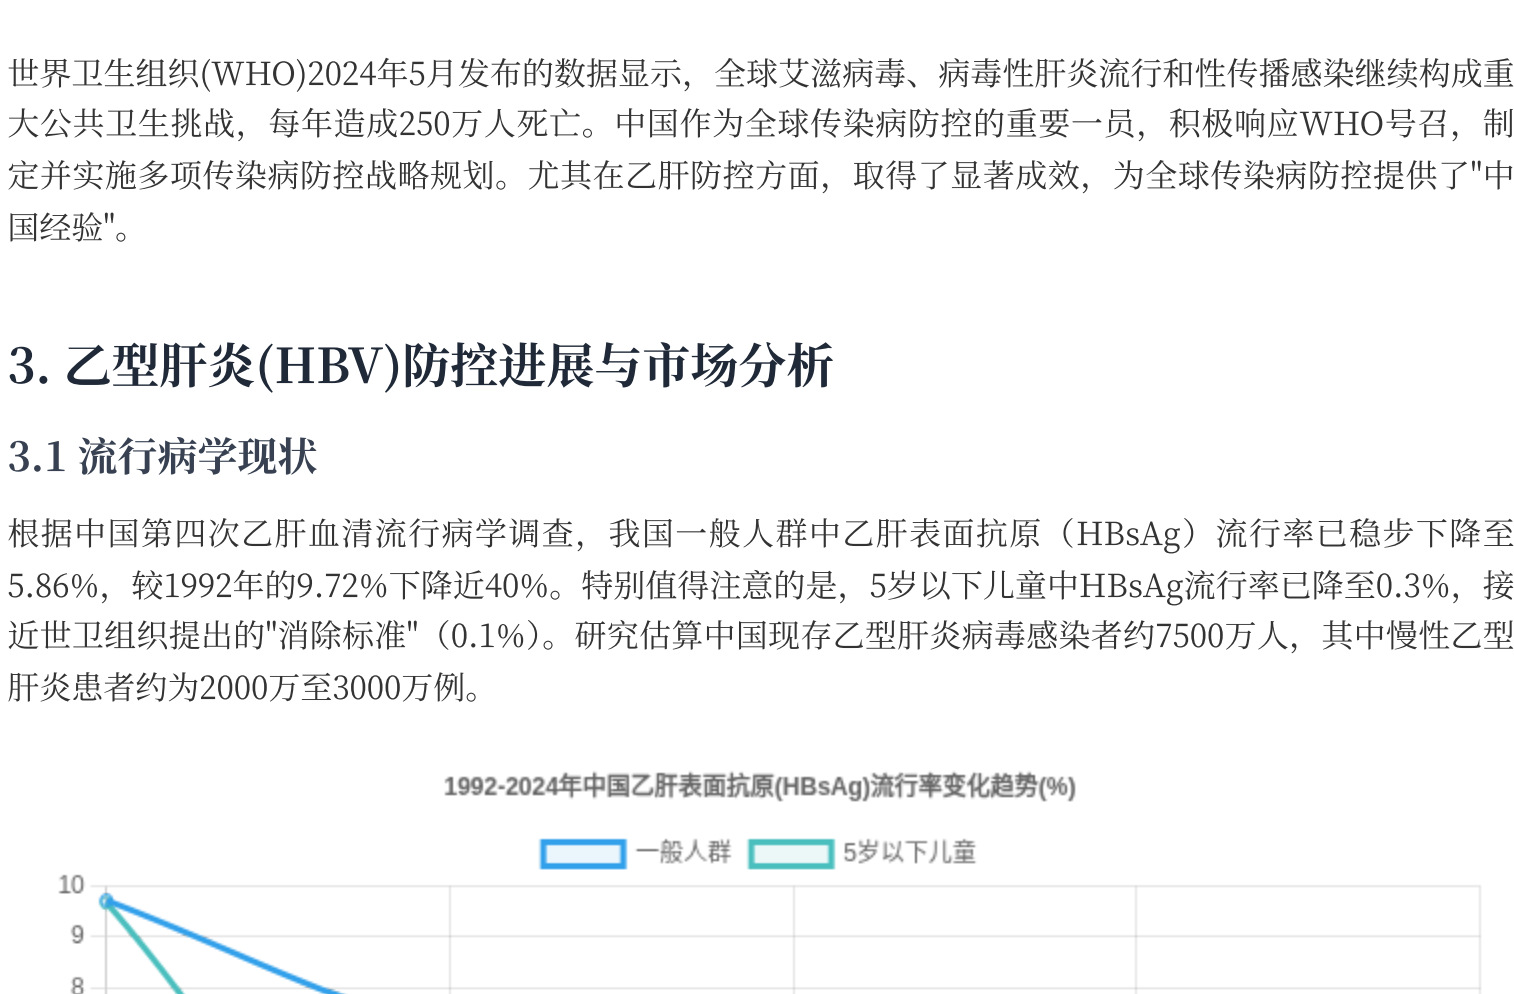 世界卫生组织(WHO)2024年5月发布的数据显示，全球艾滋病毒、病毒性肝炎流行和性传播感染继续构成重
大公共卫生挑战，每年造成250万人死亡。中国作为全球传染病防控的重要一员，积极响应WHO号召，制
定并实施多项传染病防控战略规划。尤其在乙肝防控方面，取得了显著成效，为全球传染病防控提供了"中
国经验"。
3. 乙型肝炎(HBV)防控进展与市场分析
3.1 流行病学现状
根据中国第四次乙肝血清流行病学调查，我国一般人群中乙肝表面抗原（HBsAg）流行率已稳步下降至
5.86%，较1992年的9.72%下降近40%。特别值得注意的是，5岁以下儿童中HBsAg流行率已降至0.3%，接
近世卫组织提出的"消除标准"（0.1%）。研究估算中国现存乙型肝炎病毒感染者约7500万人，其中慢性乙型
肝炎患者约为2000万至3000万例。
1992-2024年中国乙肝表面抗原(HBsAg)流行率变化趋势(%)
一般人群 5岁以下儿童
10
9
8